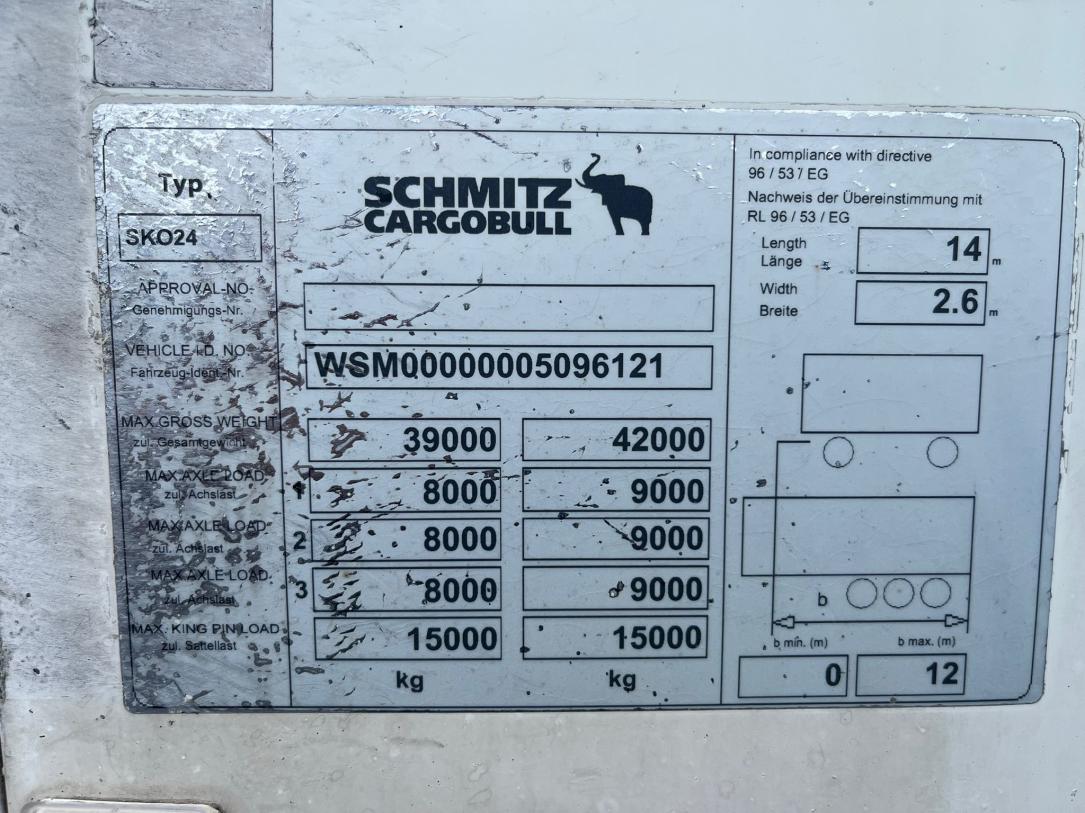 Typ
SKO24
SCHMITZ
CARGOBULL
APPROVAL-NO.
Genehmigungs-Nr.
VEHICLE I.D. NO.
Fahrzeug-Ident.-Nr.
WSM00000005096121
MAX.GROSS WEIGHT
zul. Gesamtgewicht
39000 42000
MAX.AXLE LOAD
zul. Achslast
1 8000 9000
MAX.AXLE LOAD
zul. Achslast
2 8000 9000
MAX.AXLE LOAD
zul. Achslast
3 8000 9000
MAX. KING PIN LOAD
zul. Sattellast
15000 15000
kg kg
In compliance with directive
96 / 53 / EG
Nachweis der Übereinstimmung mit
RL 96 / 53 / EG
Length
Länge
14 m
Width
Breite
2.6 m
b
b min. (m) b max. (m)
0 12